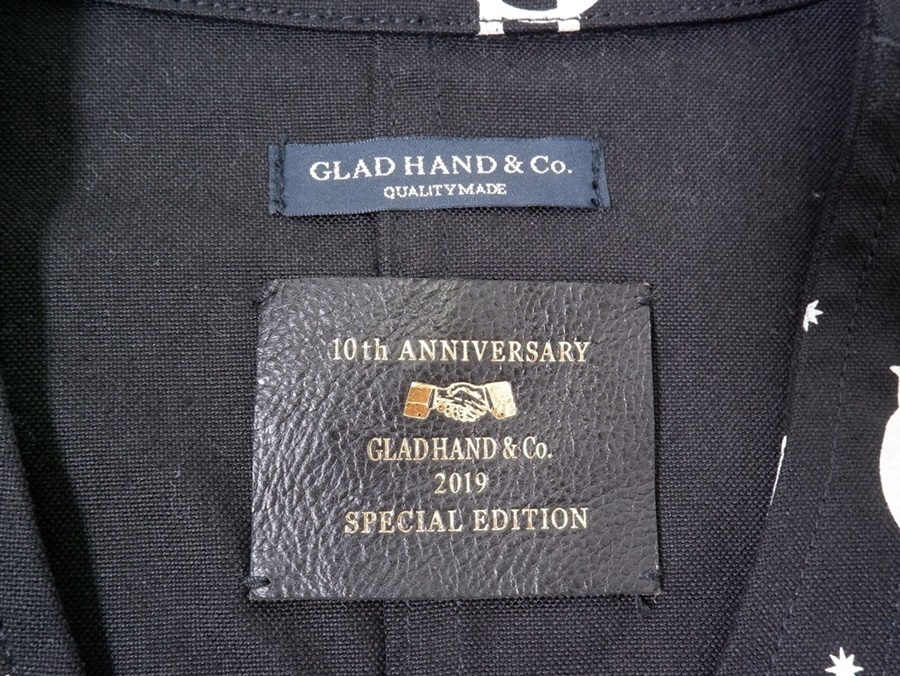 GLAD HAND & Co.
QUALITY MADE
10th ANNIVERSARY
GLAD HAND & Co.
2019
SPECIAL EDITION